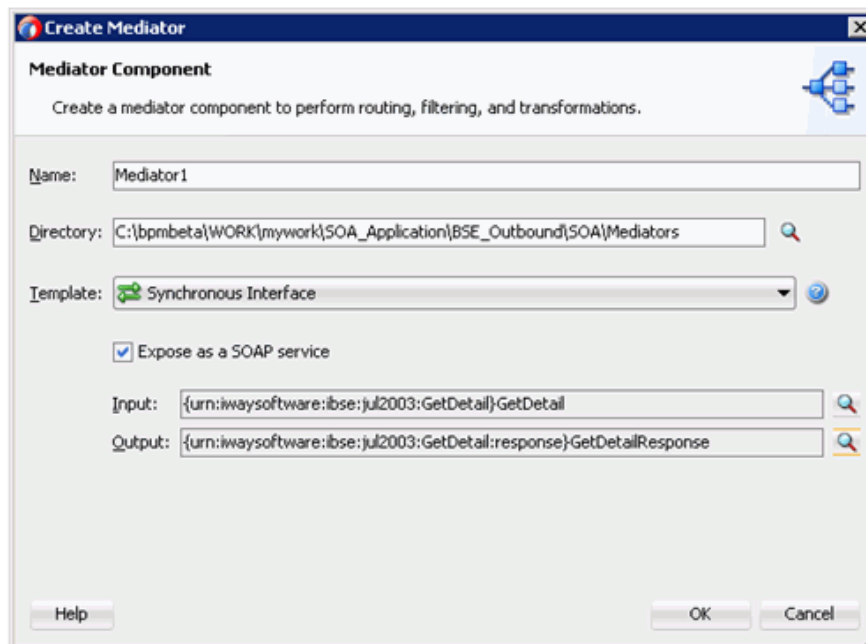 Create Mediator
Mediator Component
Create a mediator component to perform routing, filtering, and transformations.
Name: Mediator1
Directory: C:\bpmbeta\WORK\mywork\SOA_Application\BSE_Outbound\SOA\Mediators
Template: Synchronous Interface
Expose as a SOAP service
Input: {urn:iwaysoftware:ibse:jul2003:GetDetail}GetDetail
Output: {urn:iwaysoftware:ibse:jul2003:GetDetail:response}GetDetailResponse
Help OK Cancel